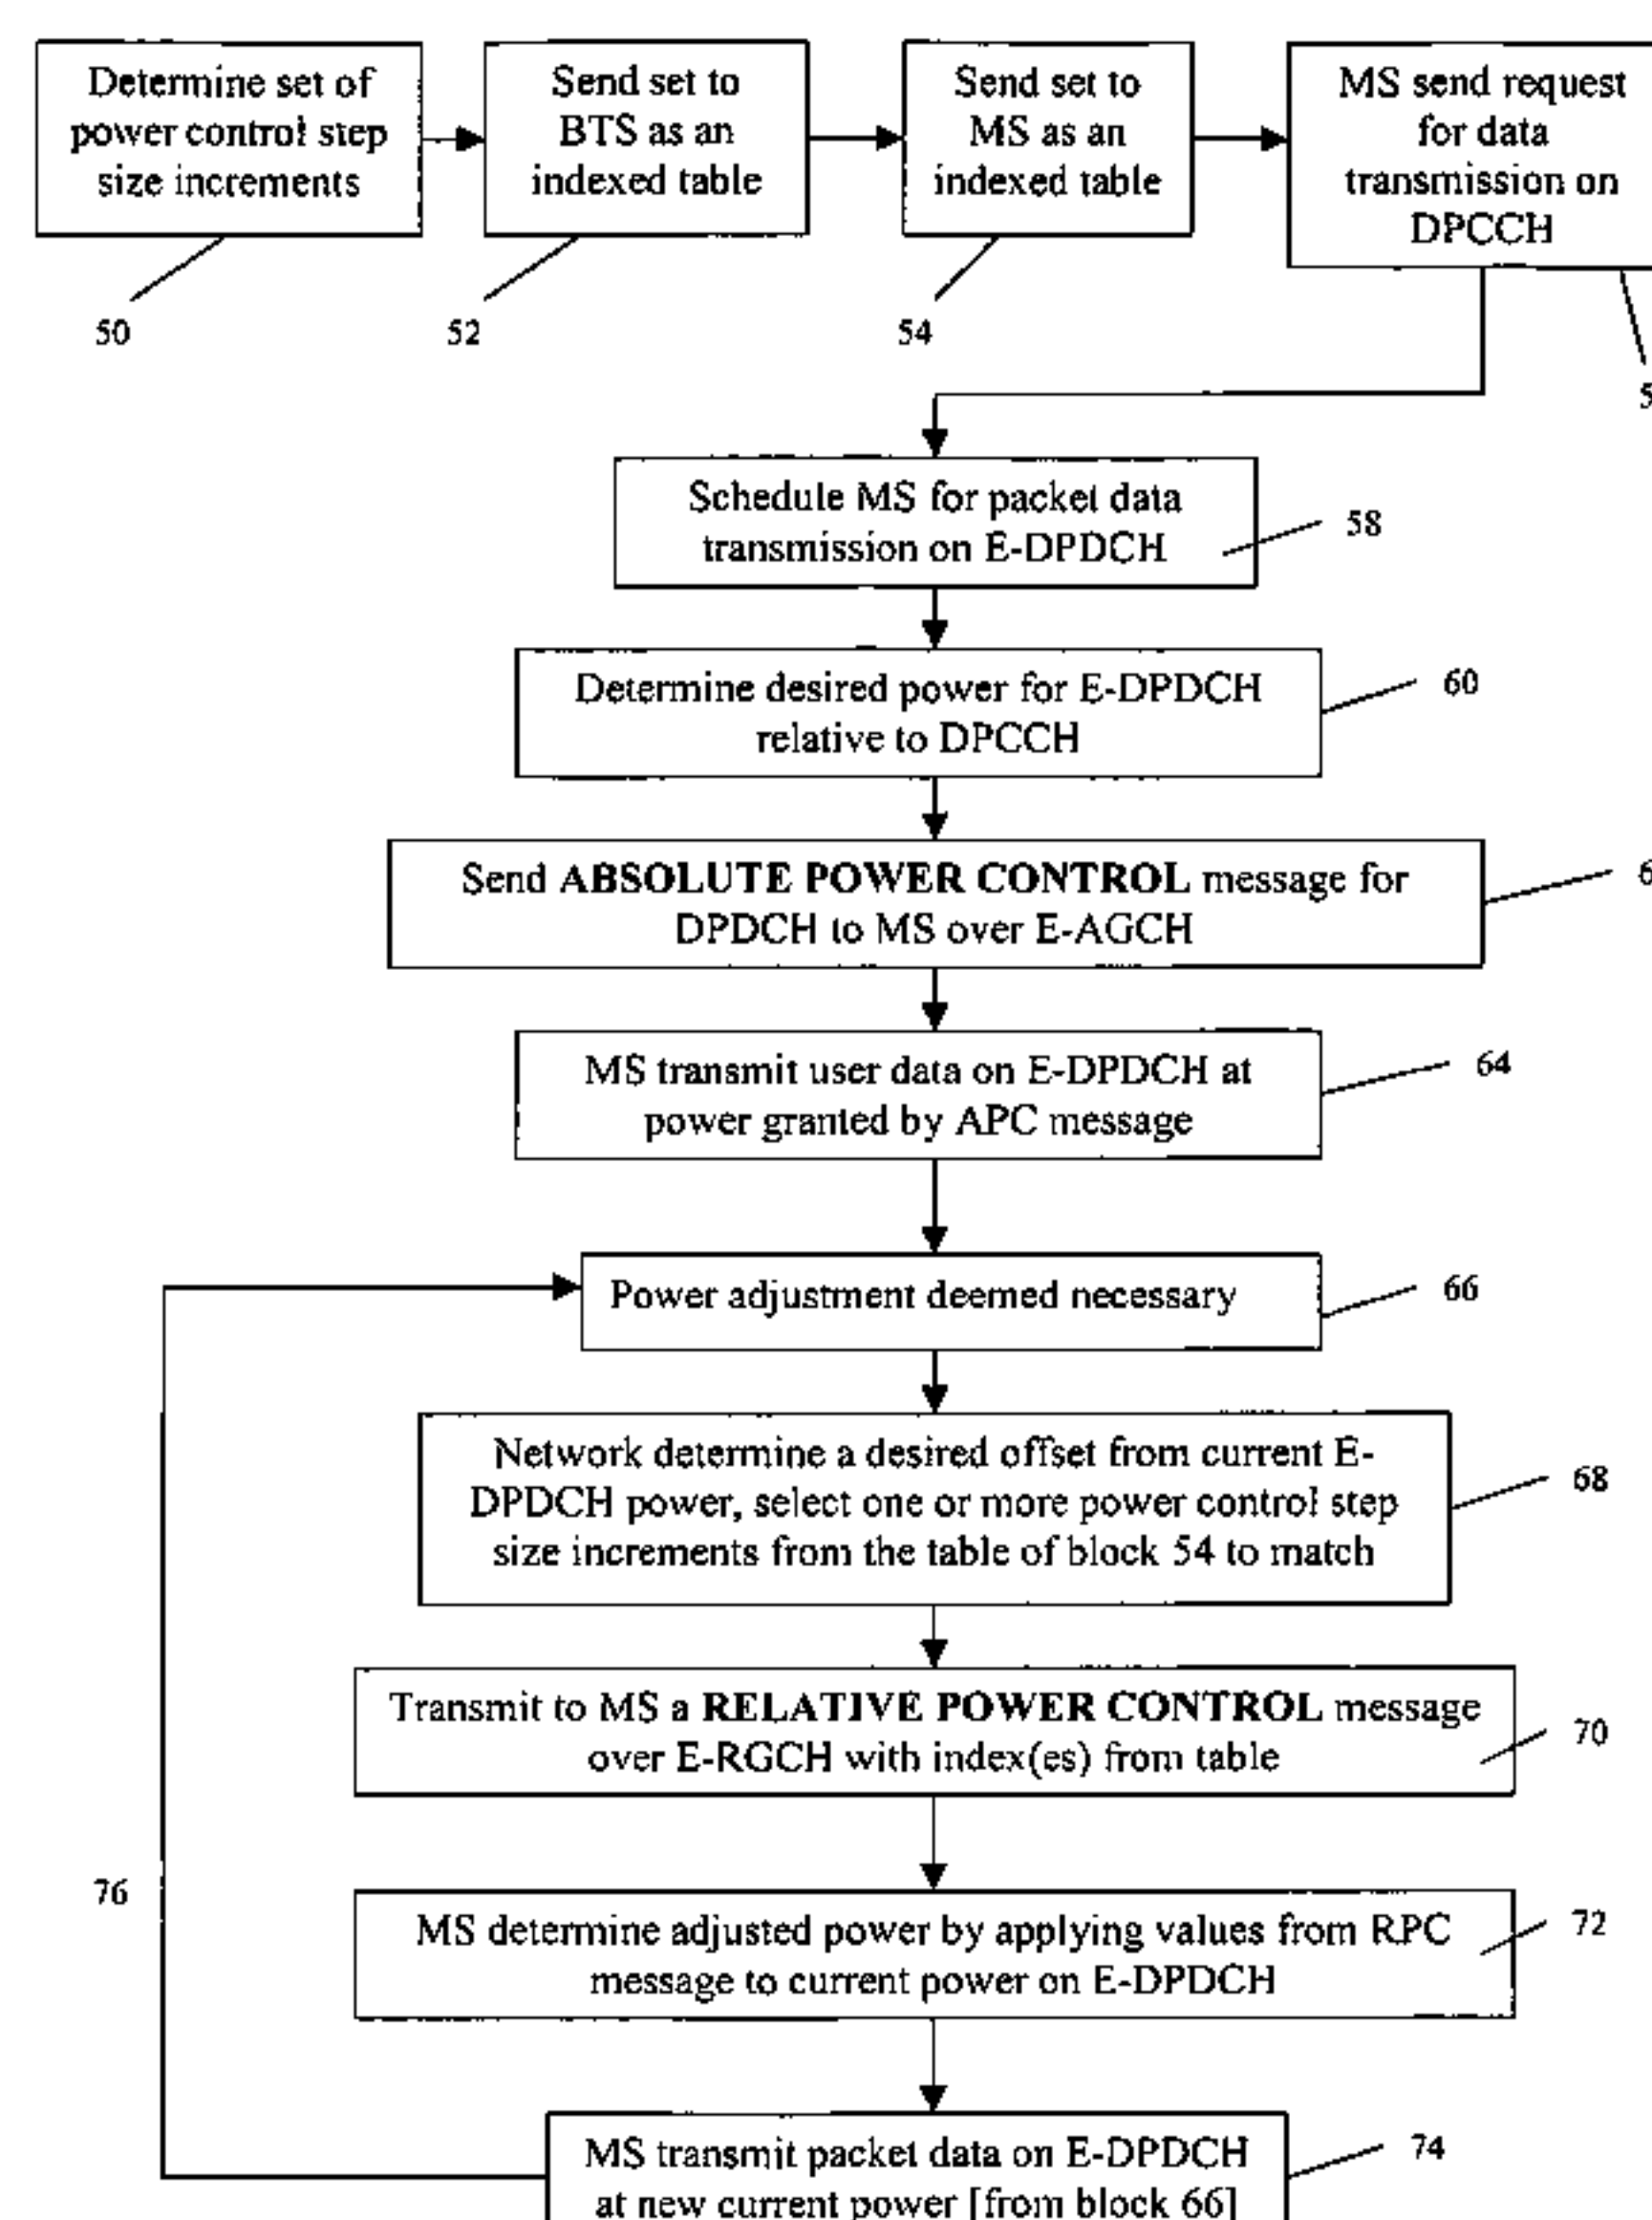 Determine set of
power control step
size increments
Send set to
BTS as an
indexed table
Send set to
MS as an
indexed table
MS send request
for data
transmission on
DPCCH
50
52
54
5
Schedule MS for packet data
transmission on E-DPDCH
58
Determine desired power for E-DPDCH
relative to DPCCH
60
Send ABSOLUTE POWER CONTROL message for
DPDCH to MS over E-AGCH
6
MS transmit user data on E-DPDCH at
power granted by APC message
64
Power adjustment deemed necessary
66
Network determine a desired offset from current E-
DPDCH power, select one or more power control step
size increments from the table of block 54 to match
68
Transmit to MS a RELATIVE POWER CONTROL message
over E-RGCH with index(es) from table
70
76
MS determine adjusted power by applying values from RPC
message to current power on E-DPDCH
72
MS transmit packet data on E-DPDCH
at new current power [from block 66]
74